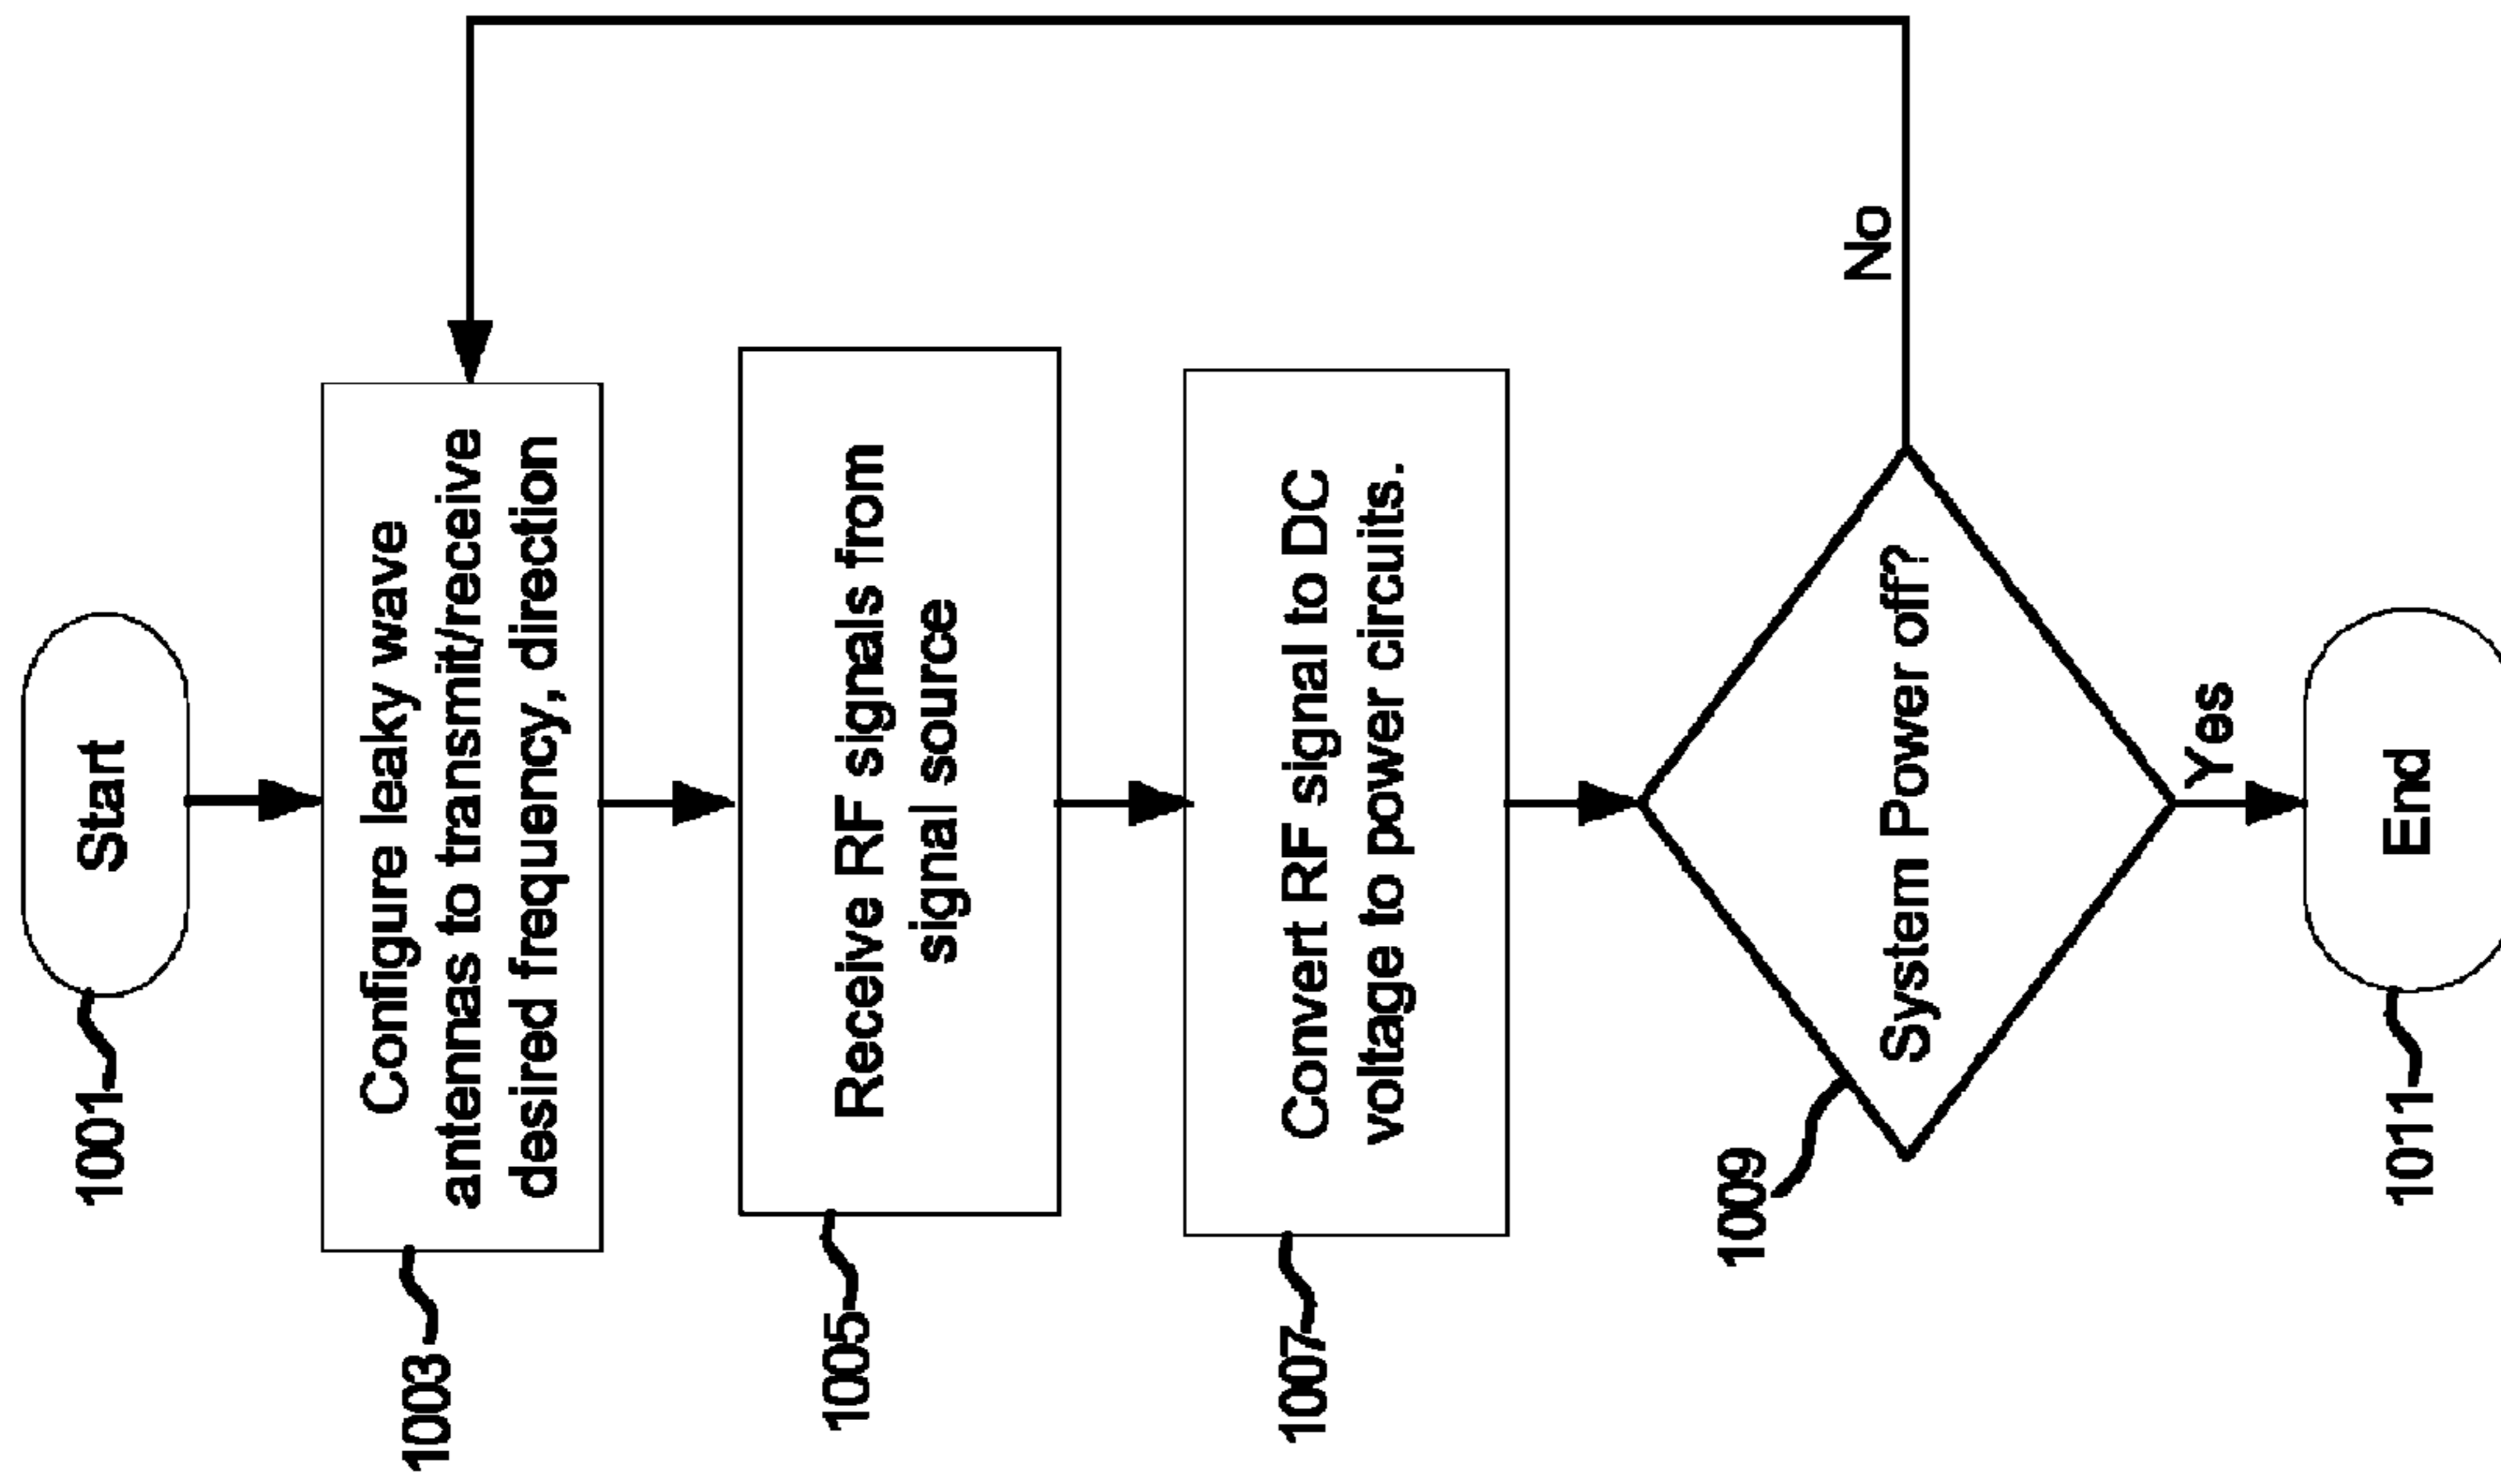 1001
Start
1003
Configure leaky wave
antennas to transmit/receive
desired frequency, direction
1005
Receive RF signals from
signal source
1007
Convert RF signal to DC
voltage to power circuits.
1009
System Power off?
No
Yes
1011
End